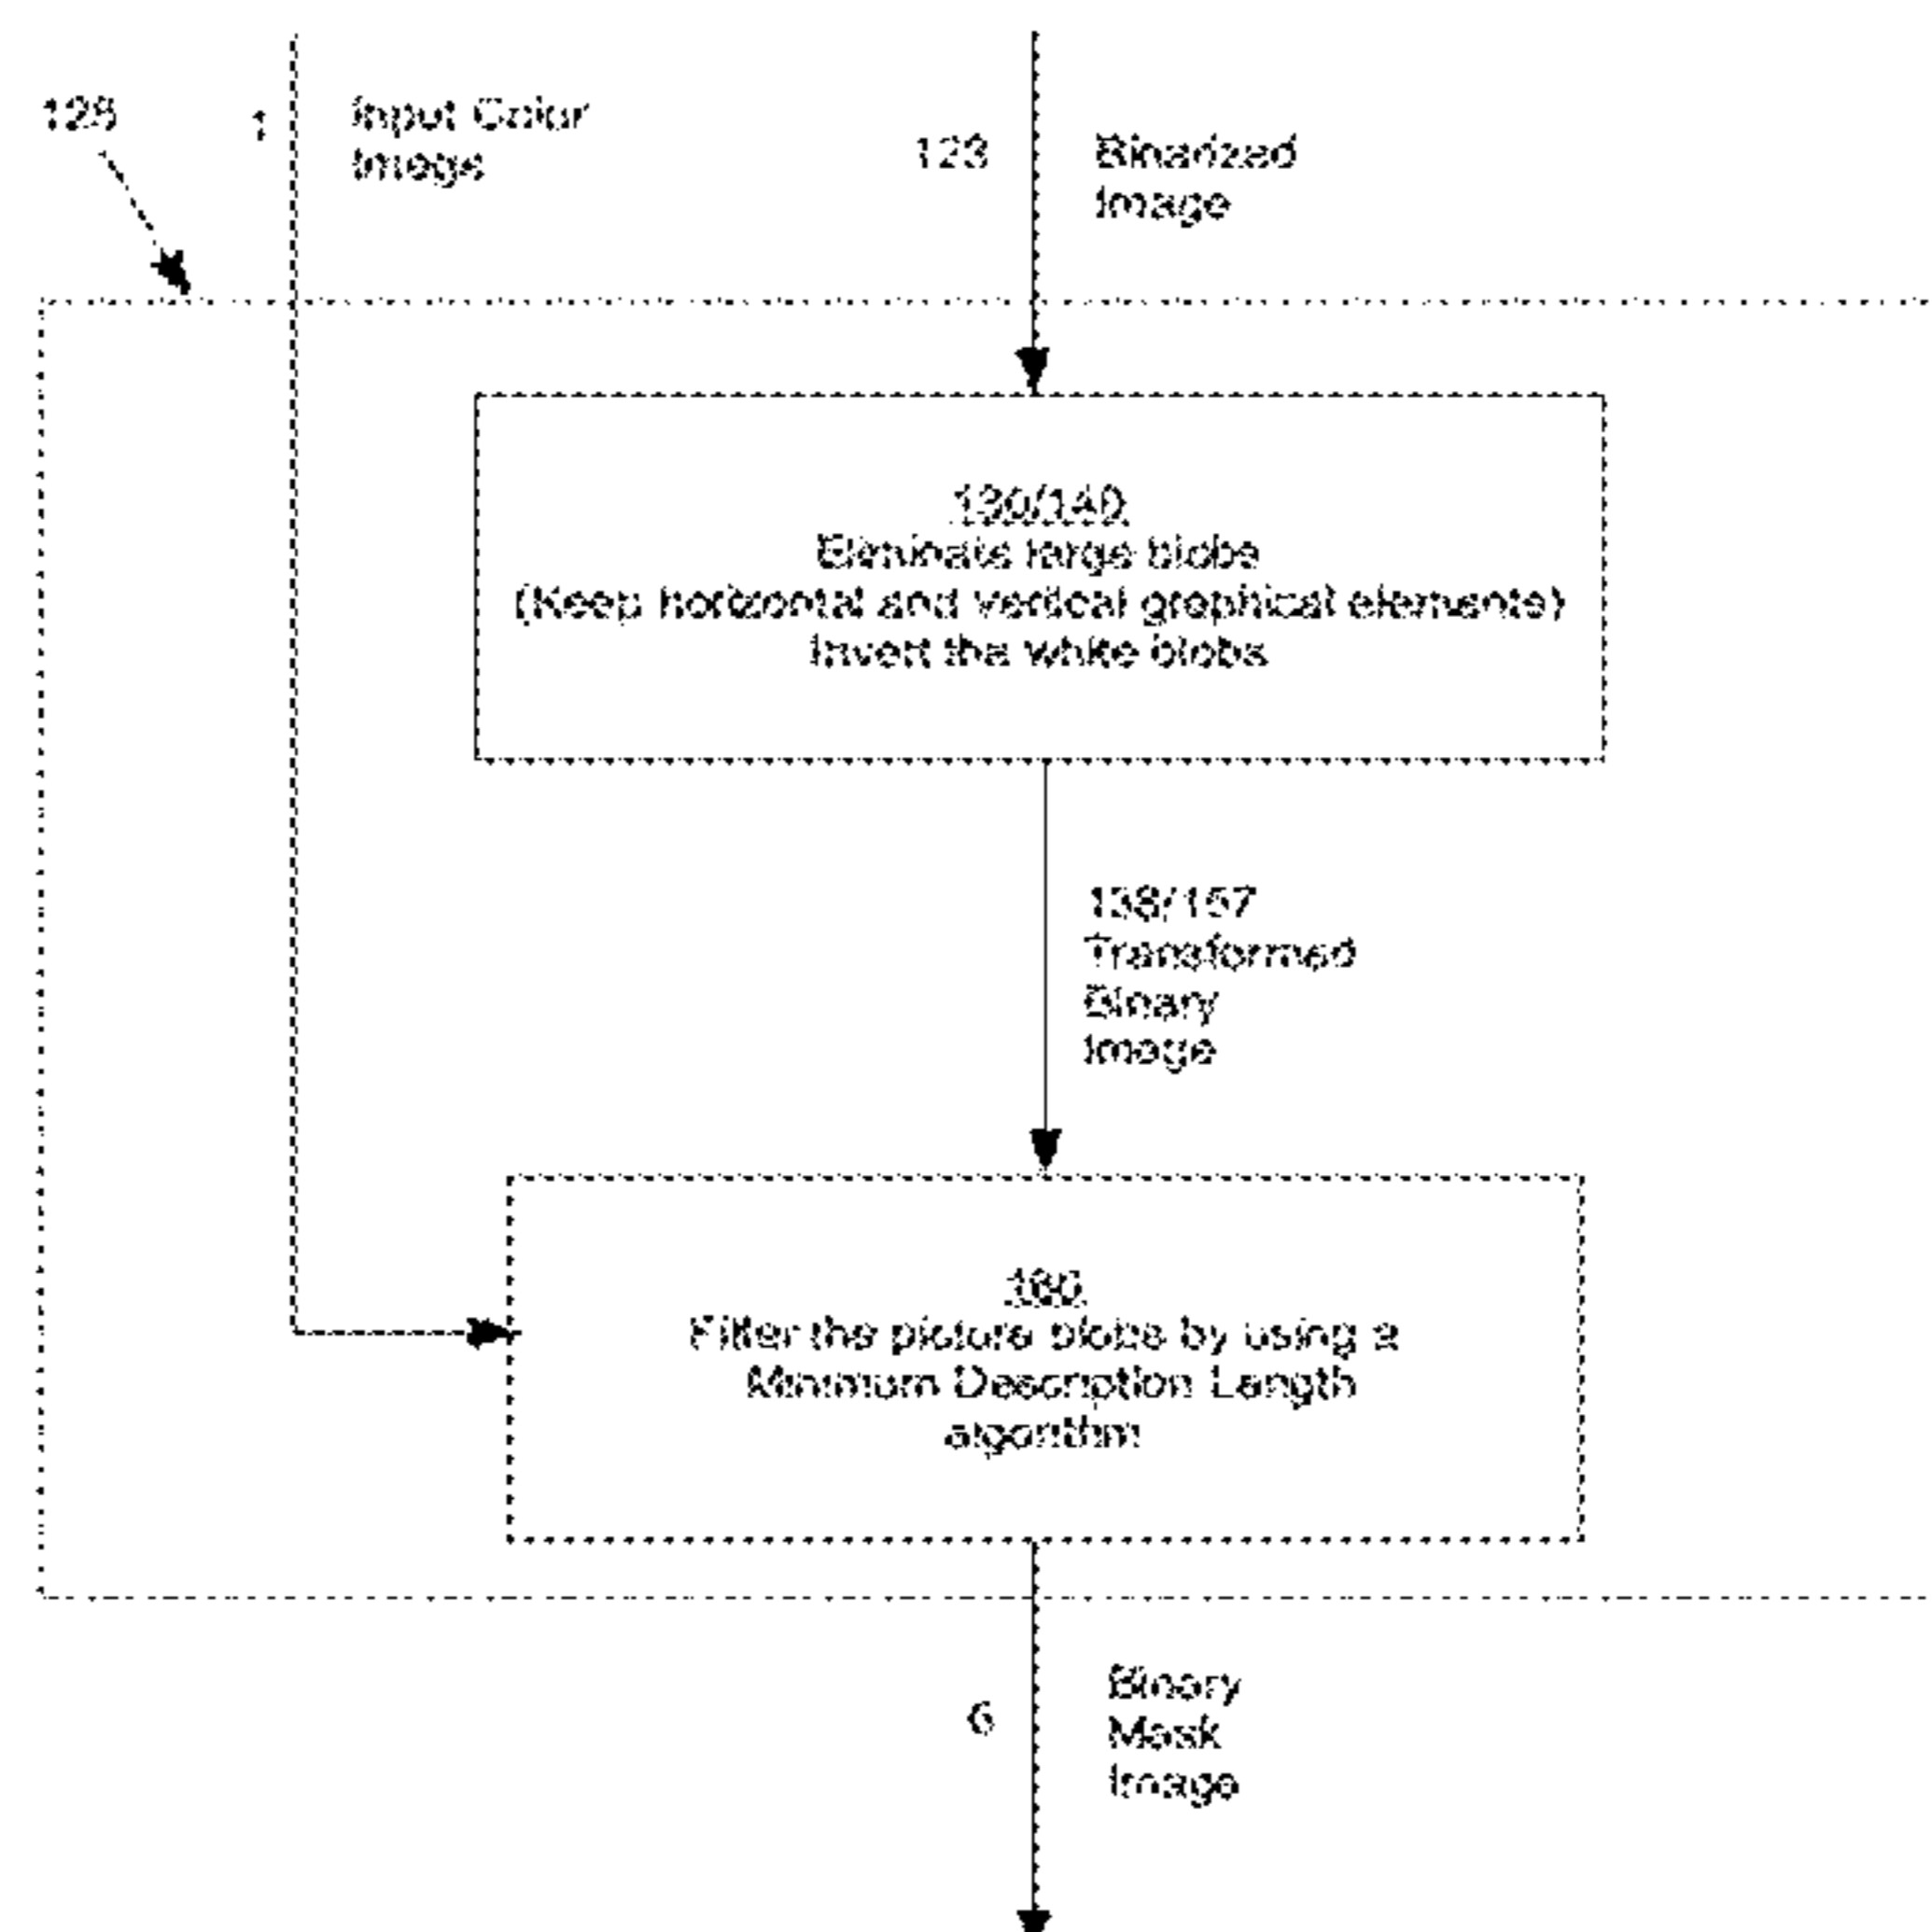 128
1
Input Color
Image
123
Binarized
Image
130/140
Eliminate large blobs
(Keep horizontal and vertical graphical elements)
Invert the white blobs
138/157
Transformed
Binary
Image
160
Filter the picture blobs by using a
Minimum Description Length
algorithm
6
Binary
Mask
Image